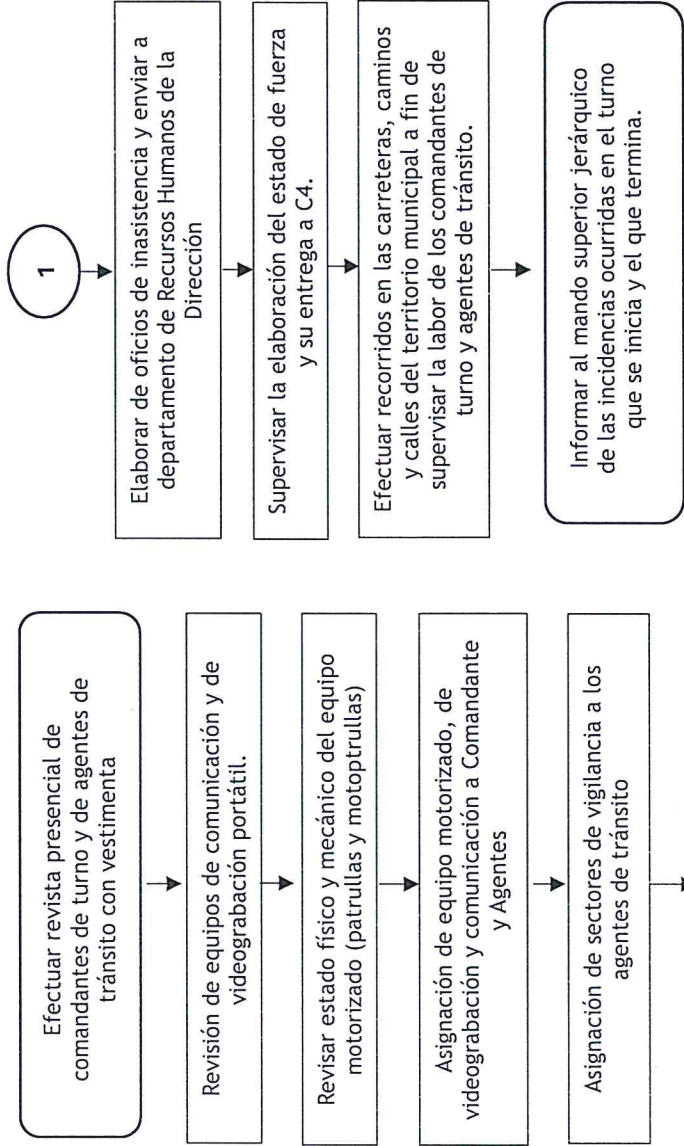 Efectuar revista presencial de
comandantes de turno y de agentes de
tránsito con vestimenta
Revisión de equipos de comunicación y de
videograbación portátil.
Revisar estado físico y mecánico del equipo
motorizado (patrullas y motoptrullas)
Asignación de equipo motorizado, de
videograbación y comunicación a Comandante
y Agentes
Asignación de sectores de vigilancia a los
agentes de tránsito
1
Elaborar de oficios de inasistencia y enviar a
departamento de Recursos Humanos de la
Dirección
Supervisar la elaboración del estado de fuerza
y su entrega a C4.
Efectuar recorridos en las carreteras, caminos
y calles del territorio municipal a fin de
supervisar la labor de los comandantes de
turno y agentes de tránsito.
Informar al mando superior jerárquico
de las incidencias ocurridas en el turno
que se inicia y el que termina.